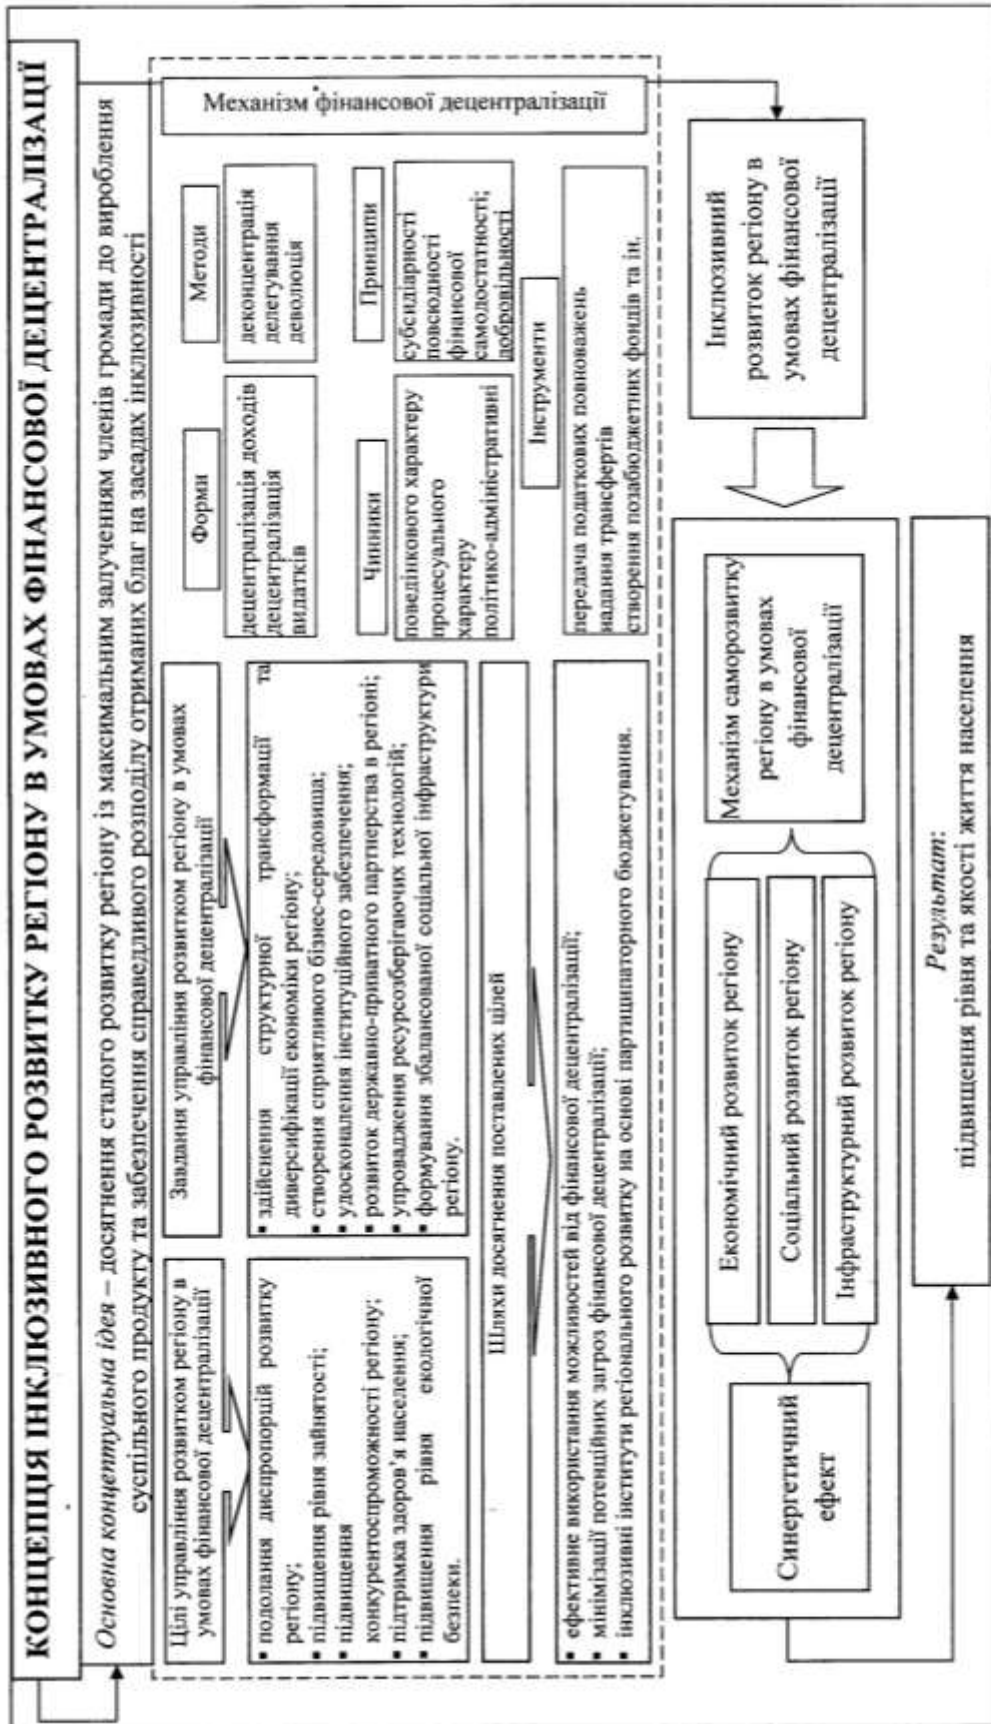 КОНЦЕПЦІЯ ІНКЛЮЗИВНОГО РОЗВИТКУ РЕГІОНУ В УМОВАХ ФІНАНСОВОЇ ДЕЦЕНТРАЛІЗАЦІЇ
Основна концептуальна ідея – досягнення сталого розвитку регіону із максимальним залученням членів громади до вироблення
суспільного продукту та забезпечення справедливого розподілу отриманих благ на засадах інклюзивності
Цілі управління розвитком регіону в
умовах фінансової децентралізації
▪ подолання диспропорцій розвитку
регіону;
▪ підвищення рівня зайнятості;
▪ підвищення
конкурентоспроможності регіону;
▪ підтримка здоров'я населення;
▪ підвищення рівня екологічної
безпеки.
Завдання управління розвитком регіону в умовах
фінансової децентралізації
▪ здійснення структурної трансформації та
диверсифікації економіки регіону;
▪ створення сприятливого бізнес-середовища;
▪ удосконалення інституційного забезпечення;
▪ розвиток державно-приватного партнерства в регіоні;
▪ упровадження ресурсозберігаючих технологій;
▪ формування збалансованої соціальної інфраструктури
регіону.
Шляхи досягнення поставлених цілей
▪ ефективне використання можливостей від фінансової децентралізації;
▪ мінімізації потенційних загроз фінансової децентралізації;
▪ інклюзивні інститути регіонального розвитку на основі партиципаторного бюджетування.
Форми
децентралізація доходів
децентралізація
видатків
Методи
деконцентрація
делегування
деволюція
Чинники
поведінкового характеру
процесуального
характеру
політико-адміністративні
Принципи
субсидіарності
повсюдності
фінансової
самодостатності;
добровільності
Інструменти
передача податкових повноважень
надання трансфертів
створення позабюджетних фондів та ін.
Механізм фінансової децентралізації
Інклюзивний
розвиток регіону в
умовах фінансової
децентралізації
Механізм саморозвитку
регіону в умовах
фінансової
децентралізації
Економічний розвиток регіону
Соціальний розвиток регіону
Інфраструктурний розвиток регіону
Синергетичний
ефект
Результат:
підвищення рівня та якості життя населення